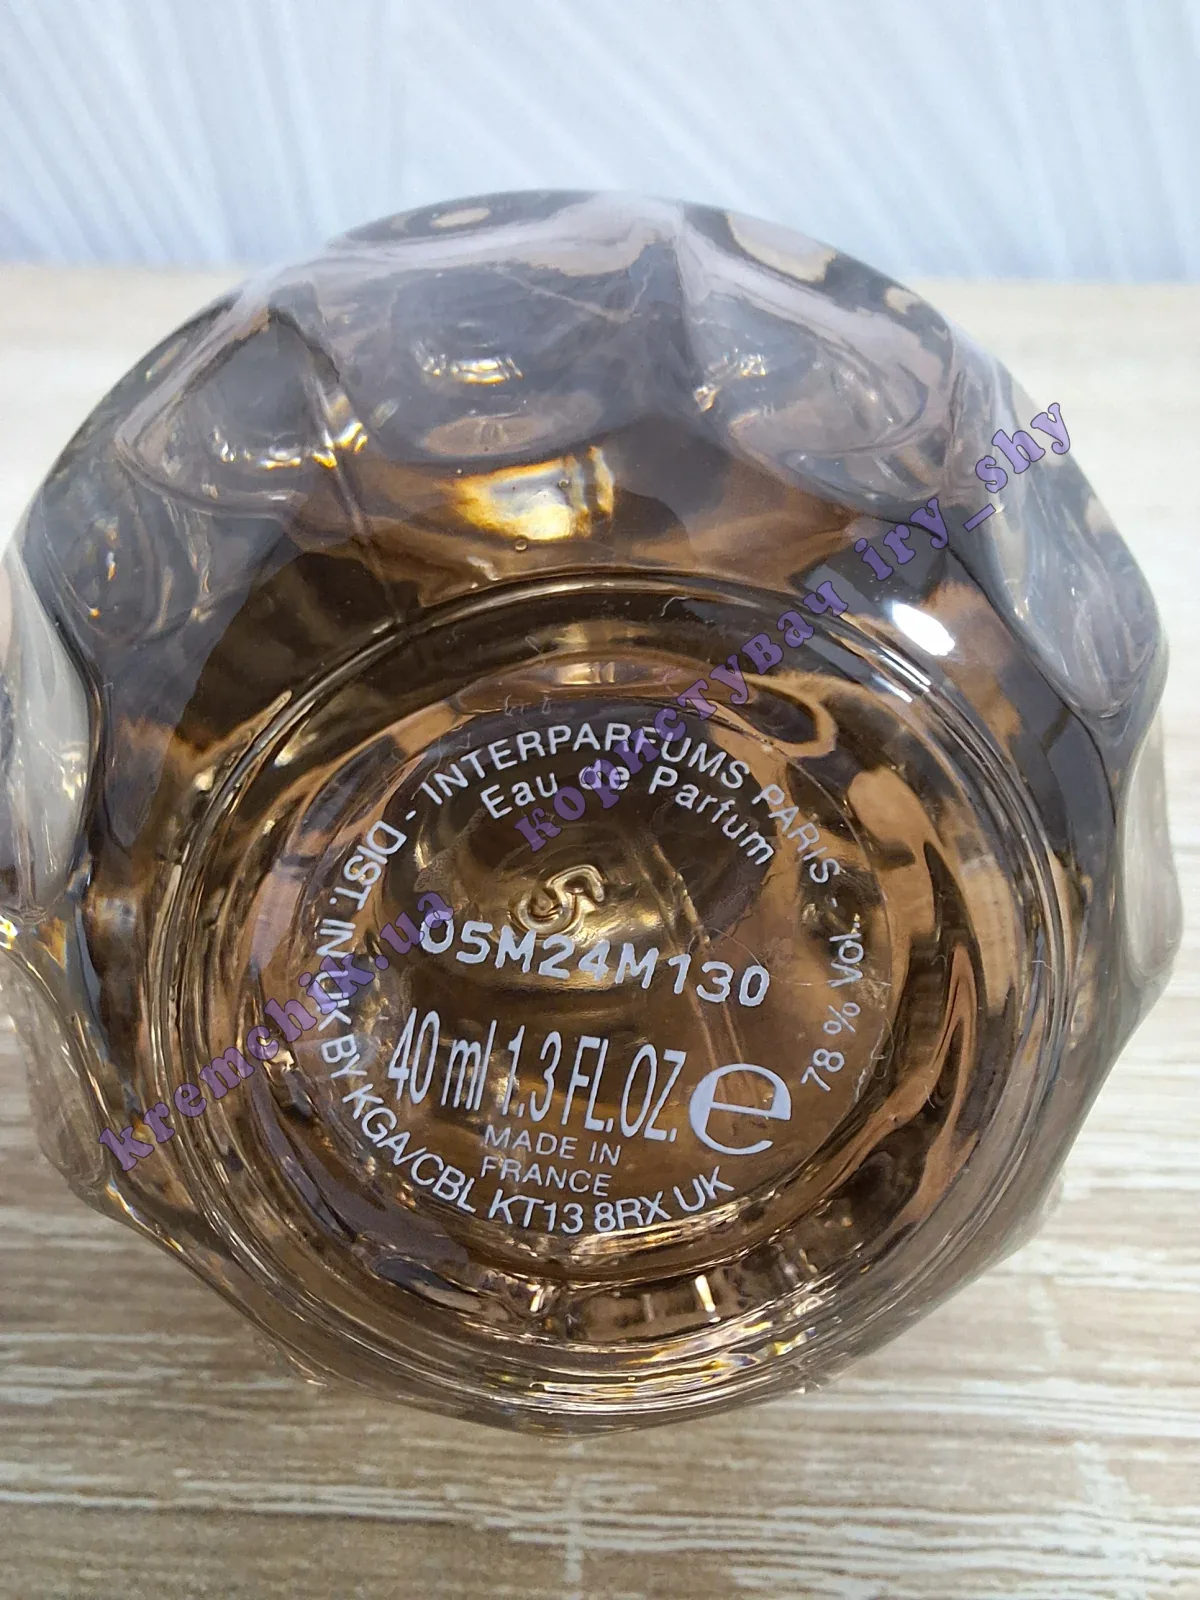 INTERPARFUMS PARIS - 78 % VOL.
Eau de Parfum
05M24M130
40 ml 1.3 FL.OZ. e
MADE IN
FRANCE
DIST. IN UK BY KGA/CBL KT13 8RX UK -
kremchik.ua користувач iry_shy